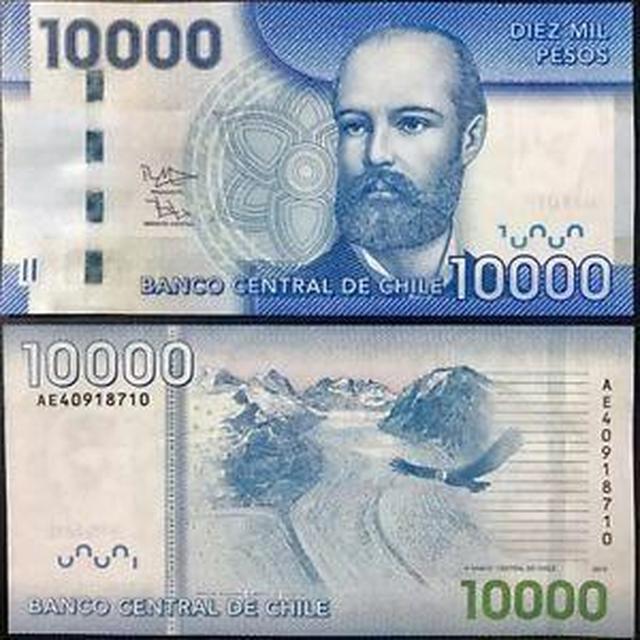 10000
DIEZ MIL
PESOS
BANCO CENTRAL DE CHILE
10000
10000
AE40918710
AE40918710
BANCO CENTRAL DE CHILE
10000